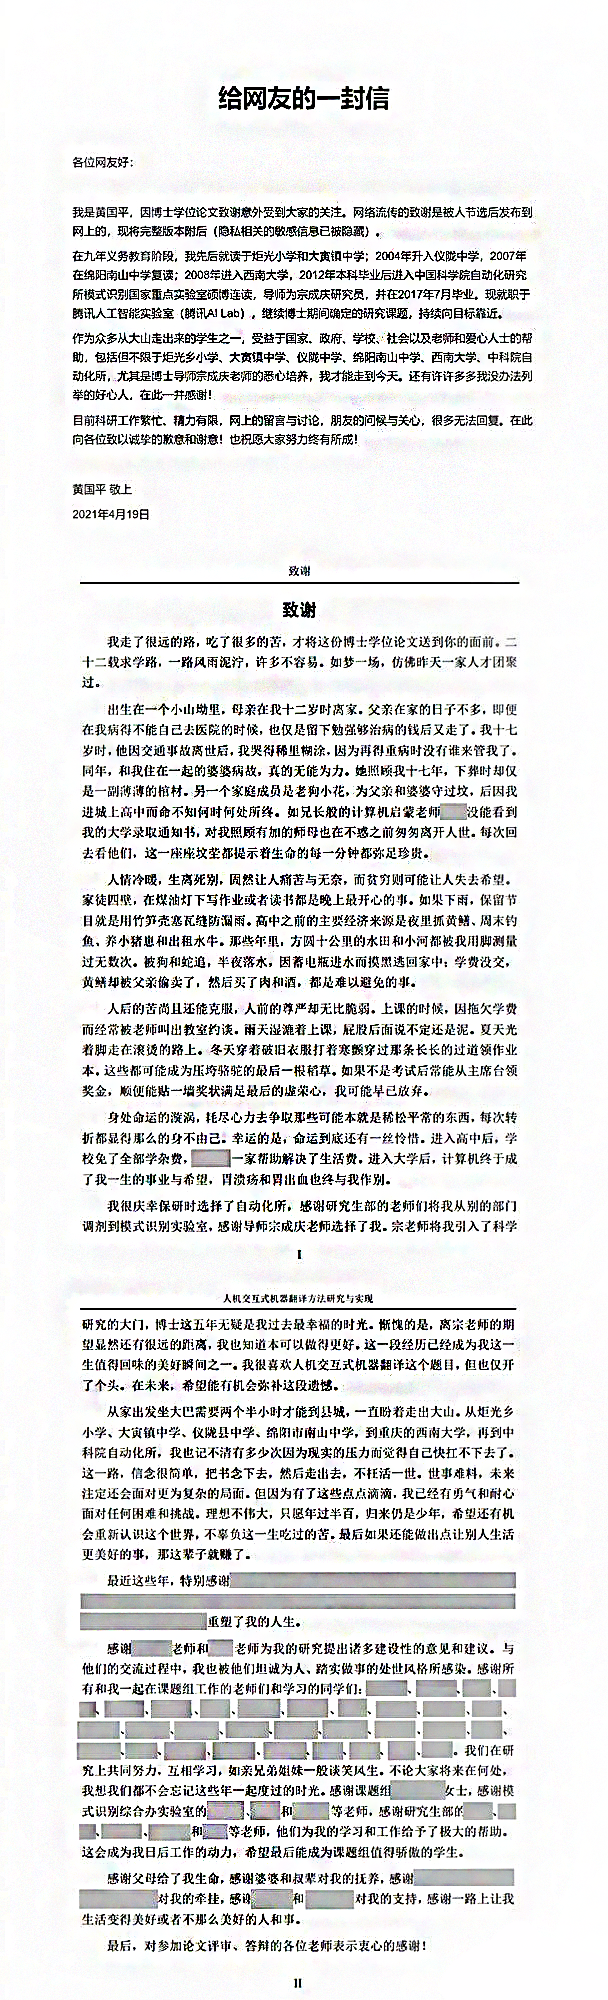 给网友的一封信
各位网友好：
我是黄国平，因博士学位论文致谢意外受到大家的关注。网络流传的致谢是被人节选后发布到
网上的，现将完整版本附后（隐私相关的敏感信息已被隐藏）。
在九年义务教育阶段，我先后就读于炬光小学和大寅镇中学；2004年升入仪陇中学，2007年
在绵阳南山中学复读；2008年进入西南大学，2012年本科毕业后进入中国科学院自动化研究
所模式识别国家重点实验室硕博连读，导师为宗成庆研究员，并在2017年7月毕业。现就职于
腾讯人工智能实验室（腾讯AI Lab），继续博士期间确定的研究课题，持续向目标靠近。
作为众多从大山走出来的学生之一，受益于国家、政府、学校、社会以及老师和爱心人士的帮
助，包括但不限于炬光乡小学、大寅镇中学、仪陇中学、绵阳南山中学、西南大学、中科院自
动化所，尤其是博士导师宗成庆老师的悉心培养，我才能走到今天。还有许许多多我没办法列
举的好心人，在此一并感谢！
目前科研工作繁忙、精力有限，网上的留言与讨论，朋友的问候与关心，很多无法回复。在此
向各位致以诚挚的歉意和谢意！也祝愿大家努力终有所成！
黄国平 敬上
2021年4月19日
致谢
致谢
我走了很远的路，吃了很多的苦，才将这份博士学位论文送到你的面前。二
十二载求学路，一路风雨泥泞，许多不容易。如梦一场，仿佛昨天一家人才团聚
过。
出生在一个小山坳里，母亲在我十二岁时离家。父亲在家的日子不多，即便
在我病得不能自己去医院的时候，也仅是留下勉强够治病的钱后又走了。我十七
岁时，他因交通事故离世后，我哭得稀里糊涂，因为再得重病时没有谁来管我了。
同年，和我住在一起的婆婆病故，真的无能为力。她照顾我十七年，下葬时却仅
是一副薄薄的棺材。另一个家庭成员是老狗小花，为父亲和婆婆守过坟，后因我
进城上高中而命不知何时何处所终。如兄长般的计算机启蒙老师没能看到
我的大学录取通知书，对我照顾有加的师母也在不惑之前匆匆离开人世。每次回
去看他们，这一座座坟茔都提示着生命的每一分钟都弥足珍贵。
人情冷暖，生离死别，固然让人痛苦与无奈，而贫穷则可能让人失去希望。
家徒四壁，在煤油灯下写作业或者读书都是晚上最开心的事。如果下雨，保留节
目就是用竹笋壳塞瓦缝防漏雨。高中之前的主要经济来源是夜里抓黄鳝、周末钓
鱼、养小猪崽和出租水牛。那些年里，方圆十公里的水田和小河都被我用脚测量
过无数次。被狗和蛇追，半夜落水，因蓄电瓶进水而摸黑逃回家中；学费没交，
黄鳝却被父亲偷卖了，然后买了肉和酒，都是难以避免的事。
人后的苦尚且还能克服，人前的尊严却无比脆弱。上课的时候，因拖欠学费
而经常被老师叫出教室约谈。雨天湿漉着上课，屁股后面说不定还是泥。夏天光
着脚走在滚烫的路上。冬天穿着破旧衣服打着寒颤穿过那条长长的过道领作业
本。这些都可能成为压垮骆驼的最后一根稻草。如果不是考试后常能从主席台领
奖金，顺便能贴一墙奖状满足最后的虚荣心，我可能早已放弃。
身处命运的漩涡，耗尽心力去争取那些可能本就是稀松平常的东西，每次转
折都显得那么的身不由己。幸运的是，命运到底还有一丝怜惜。进入高中后，学
校免了全部学杂费，一家帮助解决了生活费。进入大学后，计算机终于成
了我一生的事业与希望，胃溃疡和胃出血也终与我作别。
我很庆幸保研时选择了自动化所，感谢研究生部的老师们将我从别的部门
调剂到模式识别实验室，感谢导师宗成庆老师选择了我。宗老师将我引入了科学
I
人机交互式机器翻译方法研究与实现
研究的大门，博士这五年无疑是我过去最幸福的时光。惭愧的是，离宗老师的期
望显然还有很远的距离，我也知道本可以做得更好。这一段经历已经成为我这一
生值得回味的美好瞬间之一。我很喜欢人机交互式机器翻译这个题目，但也仅开
了个头。在未来，希望能有机会弥补这段遗憾。
从家出发坐大巴需要两个半小时才能到县城，一直盼着走出大山。从炬光乡
小学、大寅镇中学、仪陇县中学、绵阳市南山中学，到重庆的西南大学，再到中
科院自动化所，我也记不清有多少次因为现实的压力而觉得自己快扛不下去了。
这一路，信念很简单，把书念下去，然后走出去，不枉活一世。世事难料，未来
注定还会面对更为复杂的局面。但因为有了这些点点滴滴，我已经有勇气和耐心
面对任何困难和挑战。理想不伟大，只愿年过半百，归来仍是少年，希望还有机
会重新认识这个世界，不辜负这一生吃过的苦。最后如果还能做出点让别人生活
更美好的事，那这辈子就赚了。
最近这些年，特别感谢
重塑了我的人生。
感谢老师和老师为我的研究提出诸多建设性的意见和建议。与
他们的交流过程中，我也被他们坦诚为人、踏实做事的处世风格所感染。感谢所
有和我一起在课题组工作的老师们和学习的同学们：、、、
、、、、、、、、、
、、、、、、、
、、、、、、、、。我们在研
究上共同努力，互相学习，如亲兄弟姐妹一般谈笑风生。不论大家将来在何处，
我想我们都不会忘记这些年一起度过的时光。感谢课题组女士，感谢模
式识别综合办实验室的、和等老师，感谢研究生部的、
、、和等老师，他们为我的学习和工作给予了极大的帮助。
这会成为我日后工作的动力，希望最后能成为课题组值得骄傲的学生。
感谢父母给了我生命，感谢婆婆和叔辈对我的抚养，感谢
对我的牵挂，感谢和对我的支持，感谢一路上让我
生活变得美好或者不那么美好的人和事。
最后，对参加论文评审、答辩的各位老师表示衷心的感谢！
II